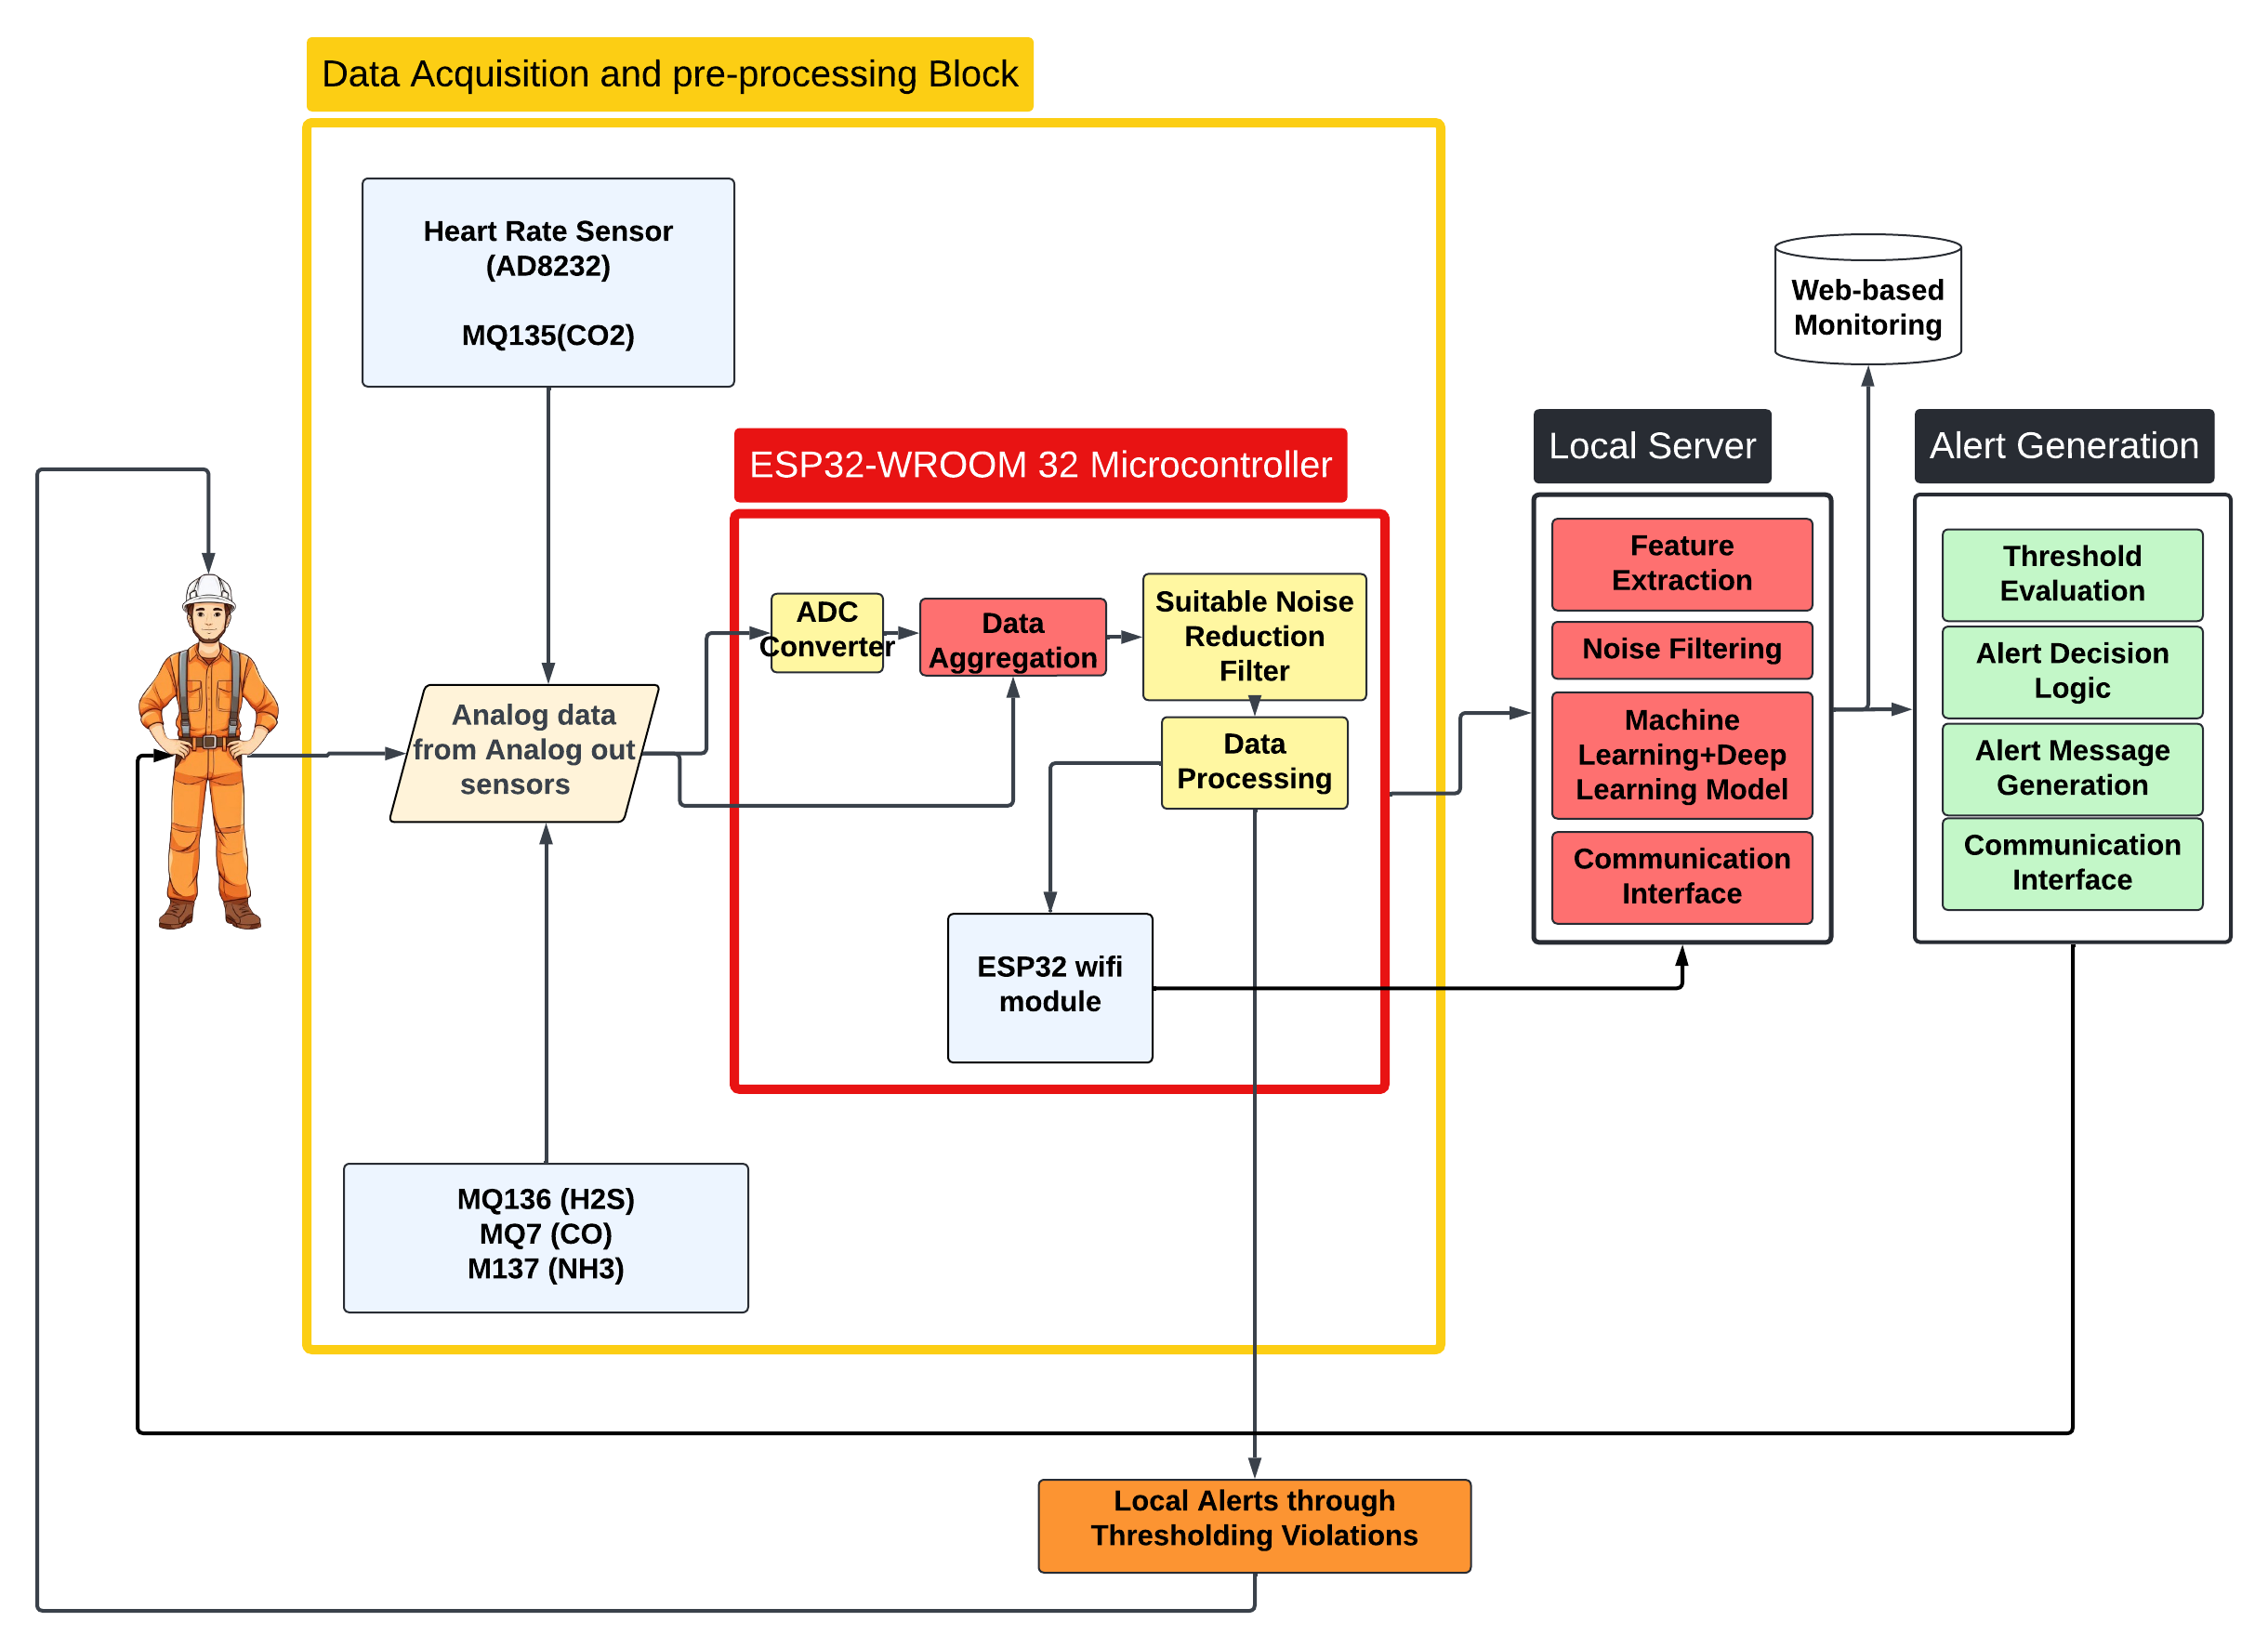 Data Acquisition and pre-processing Block
Heart Rate Sensor
(AD8232)
MQ135(CO2)
Web-based
Monitoring
ESP32-WROOM 32 Microcontroller
Local Server
Alert Generation
ADC
Converter
Data
Aggregation
Suitable Noise
Reduction
Filter
Data
Processing
Analog data
from Analog out
sensors
ESP32 wifi
module
Feature
Extraction
Noise Filtering
Machine
Learning+Deep
Learning Model
Communication
Interface
Threshold
Evaluation
Alert Decision
Logic
Alert Message
Generation
Communication
Interface
MQ136 (H2S)
MQ7 (CO)
M137 (NH3)
Local Alerts through
Thresholding Violations